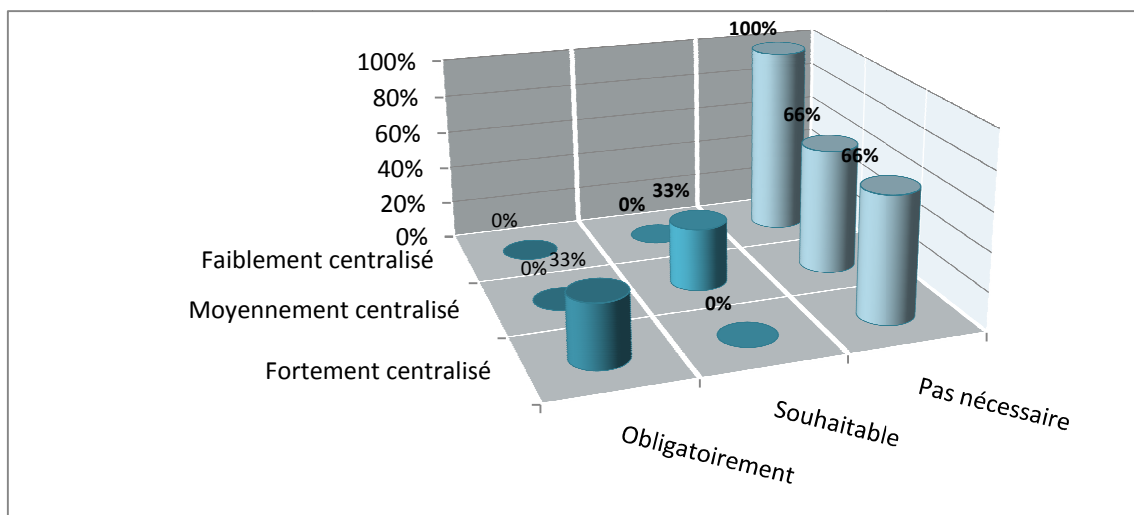 100%
100%
80%
60%
40%
20%
0%
66%
66%
33%
0%
0%
33%
0%
0%
Faiblement centralisé
Moyennement centralisé
Fortement centralisé
Obligatoirement
Souhaitable
Pas nécessaire